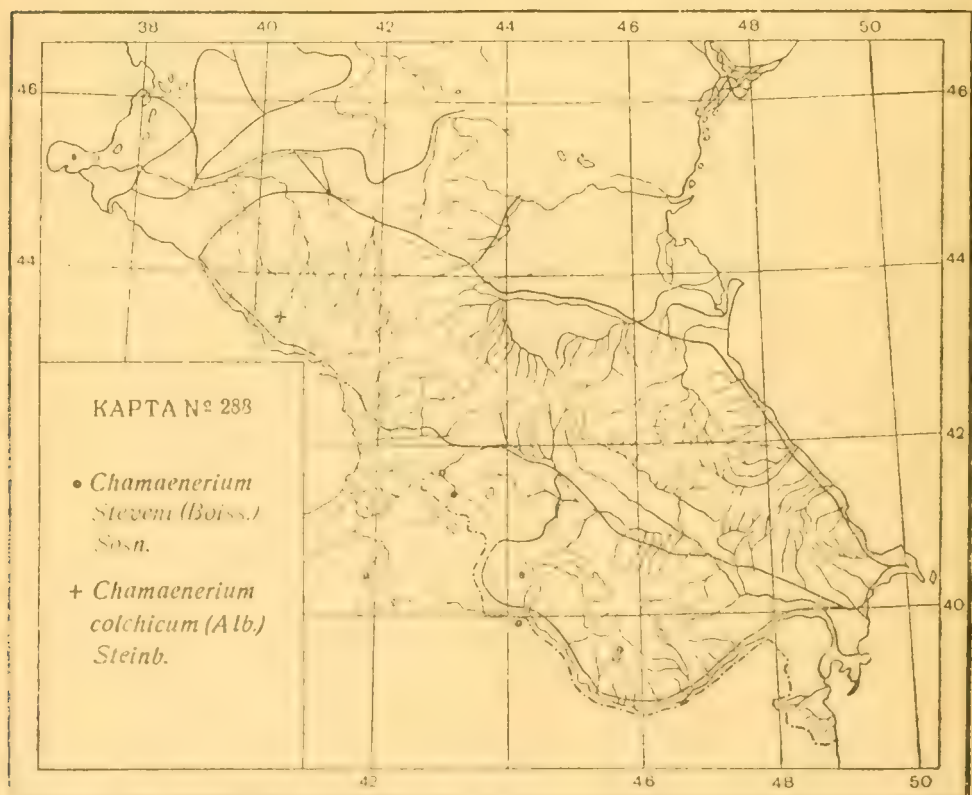 38 40 42 44 46 48 50
46 46
44 44
42
40
КАРТА № 288
• Chamaenerium
Steveni (Boiss.)
Sosn.
+ Chamaenerium
colchicum (Alb.)
Steinb.
42 44 46 48 50